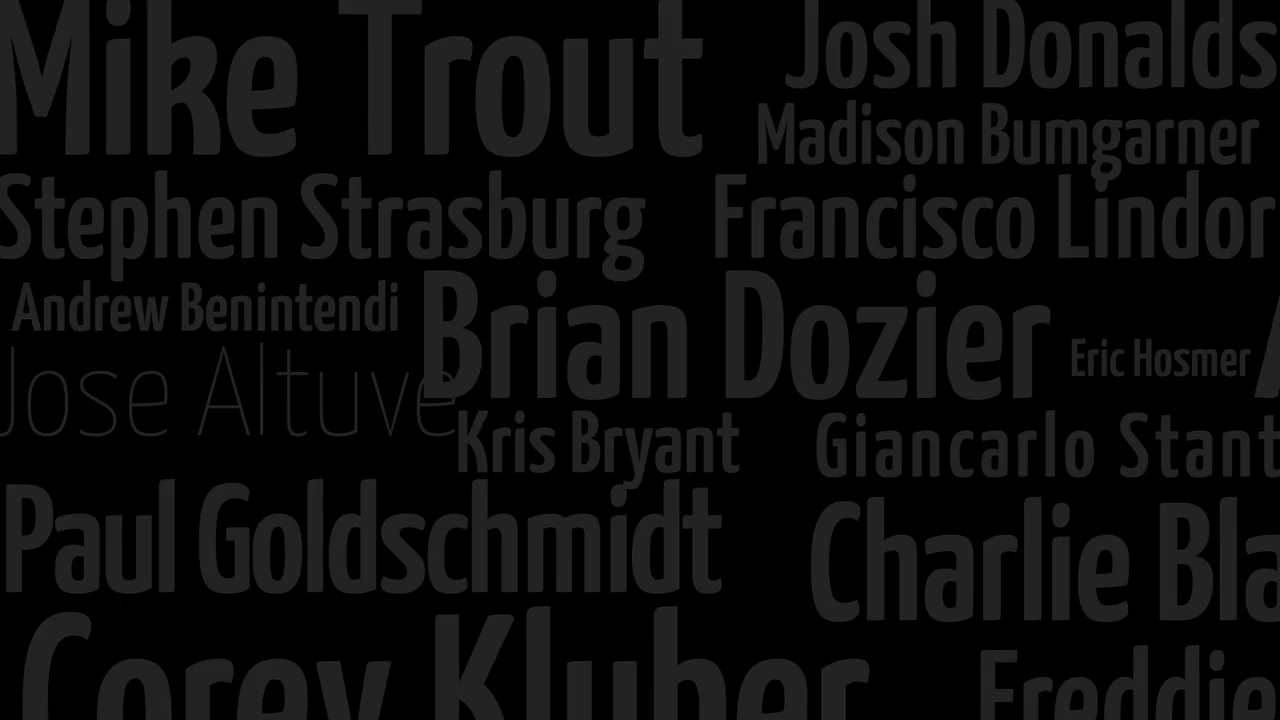 Mike Trout
Josh Donalds
Madison Bumgarner
Stephen Strasburg
Francisco Lindor
Andrew Benintendi
Brian Dozier
Eric Hosmer
A
Jose Altuve
Kris Bryant
Giancarlo Stant
Paul Goldschmidt
Charlie Bla
Corey Kluber
Freddie